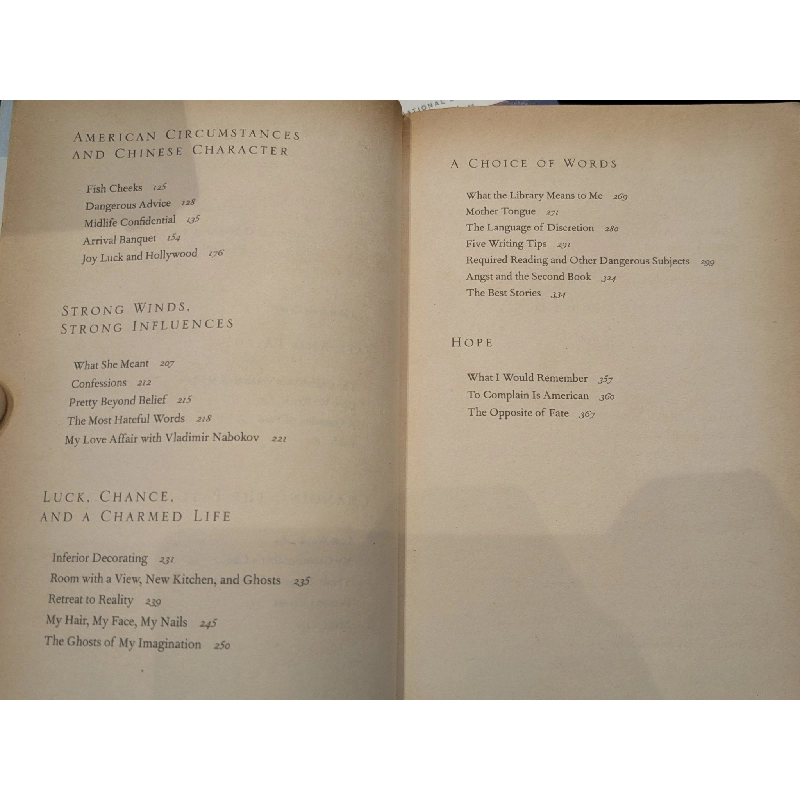 AMERICAN CIRCUMSTANCES
AND CHINESE CHARACTER
Fish Cheeks 125
Dangerous Advice 128
Midlife Confidential 135
Arrival Banquet 154
Joy Luck and Hollywood 176
STRONG WINDS,
STRONG INFLUENCES
What She Meant 207
Confessions 212
Pretty Beyond Belief 215
The Most Hateful Words 218
My Love Affair with Vladimir Nabokov 221
LUCK, CHANCE,
AND A CHARMED LIFE
Inferior Decorating 231
Room with a View, New Kitchen, and Ghosts 235
Retreat to Reality 239
My Hair, My Face, My Nails 245
The Ghosts of My Imagination 250
A CHOICE OF WORDS
What the Library Means to Me 269
Mother Tongue 271
The Language of Discretion 280
Five Writing Tips 291
Required Reading and Other Dangerous Subjects 299
Angst and the Second Book 324
The Best Stories 334
HOPE
What I Would Remember 357
To Complain Is American 360
The Opposite of Fate 367